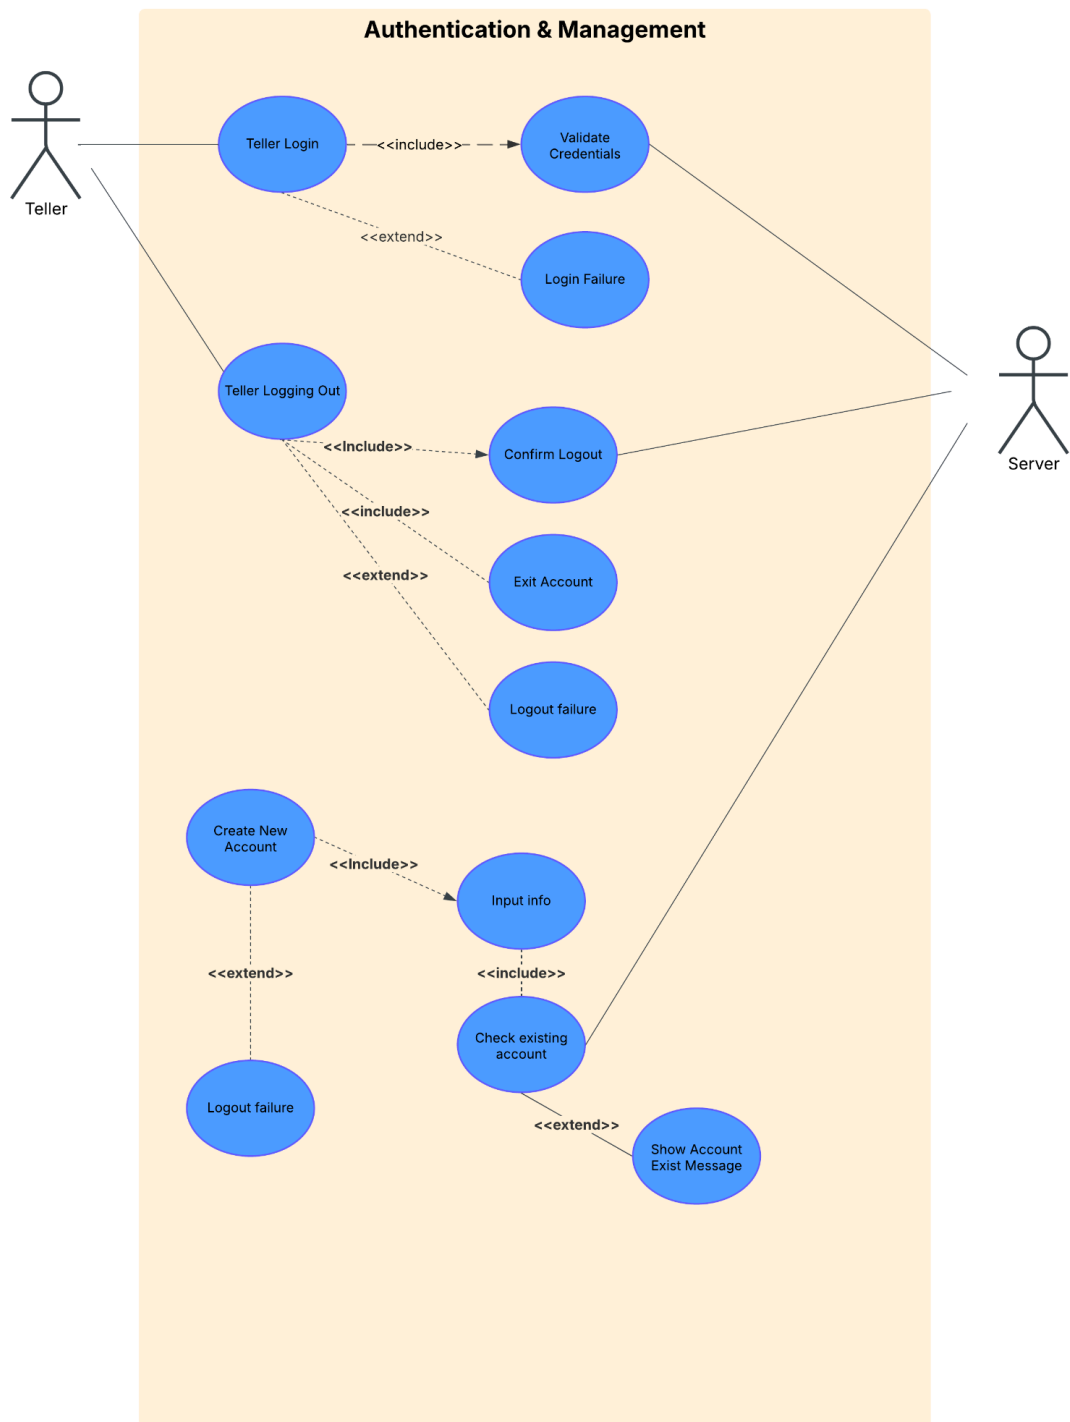 Authentication & Management
Teller
Teller Login
<<include>>
Validate
Credentials
<<extend>>
Login Failure
Teller Logging Out
<<Include>>
Confirm Logout
Server
<<include>>
Exit Account
<<extend>>
Logout failure
Create New
Account
<<Include>>
Input info
<<extend>>
<<include>>
Check existing
account
Logout failure
<<extend>>
Show Account
Exist Message